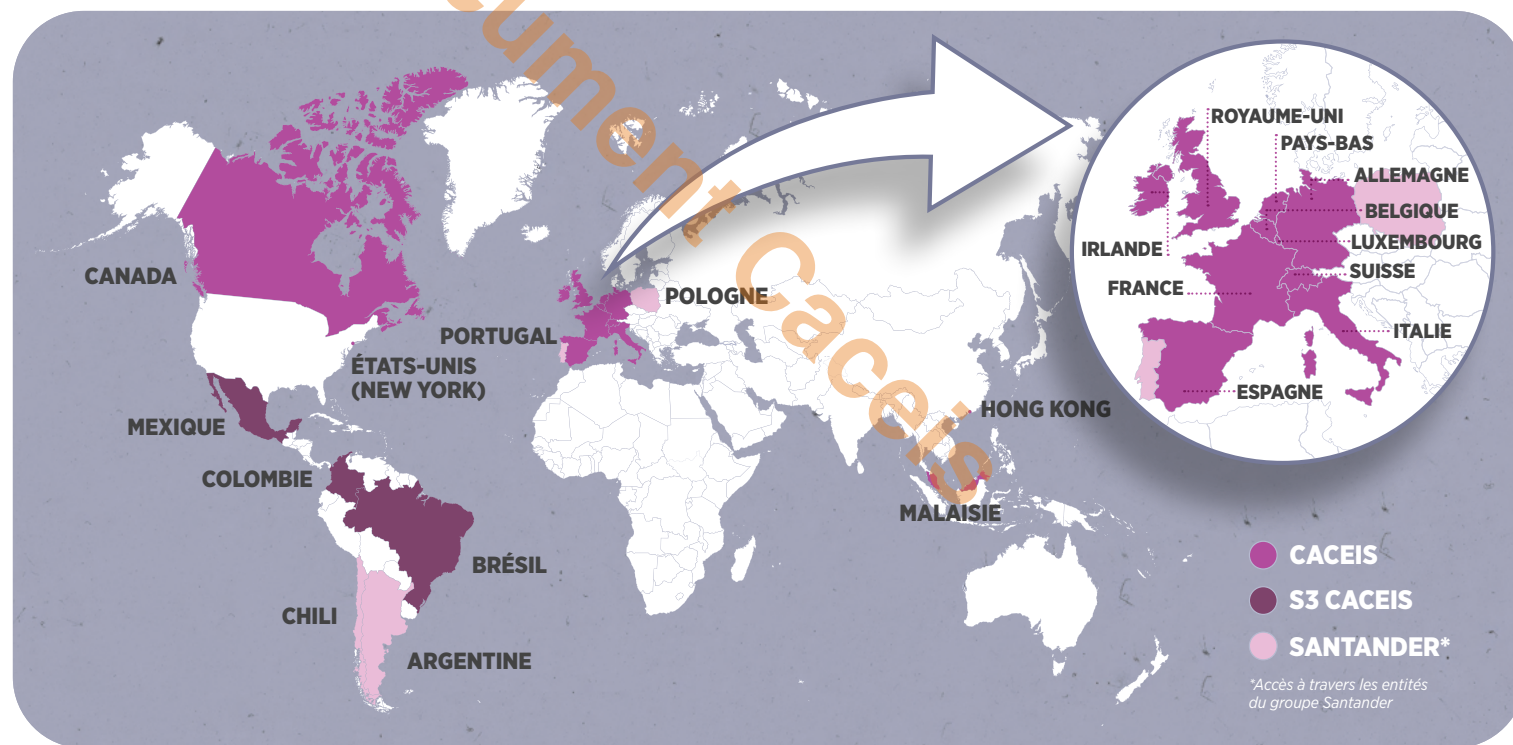 cument Caceis
CANADA
ÉTATS-UNIS
(NEW YORK)
MEXIQUE
COLOMBIE
BRÉSIL
CHILI
ARGENTINE
PORTUGAL
POLOGNE
HONG KONG
MALAISIE
ROYAUME-UNI
PAYS-BAS
ALLEMAGNE
BELGIQUE
IRLANDE
LUXEMBOURG
SUISSE
FRANCE
ITALIE
ESPAGNE
CACEIS
S3 CACEIS
SANTANDER*
*Accès à travers les entités
du groupe Santander